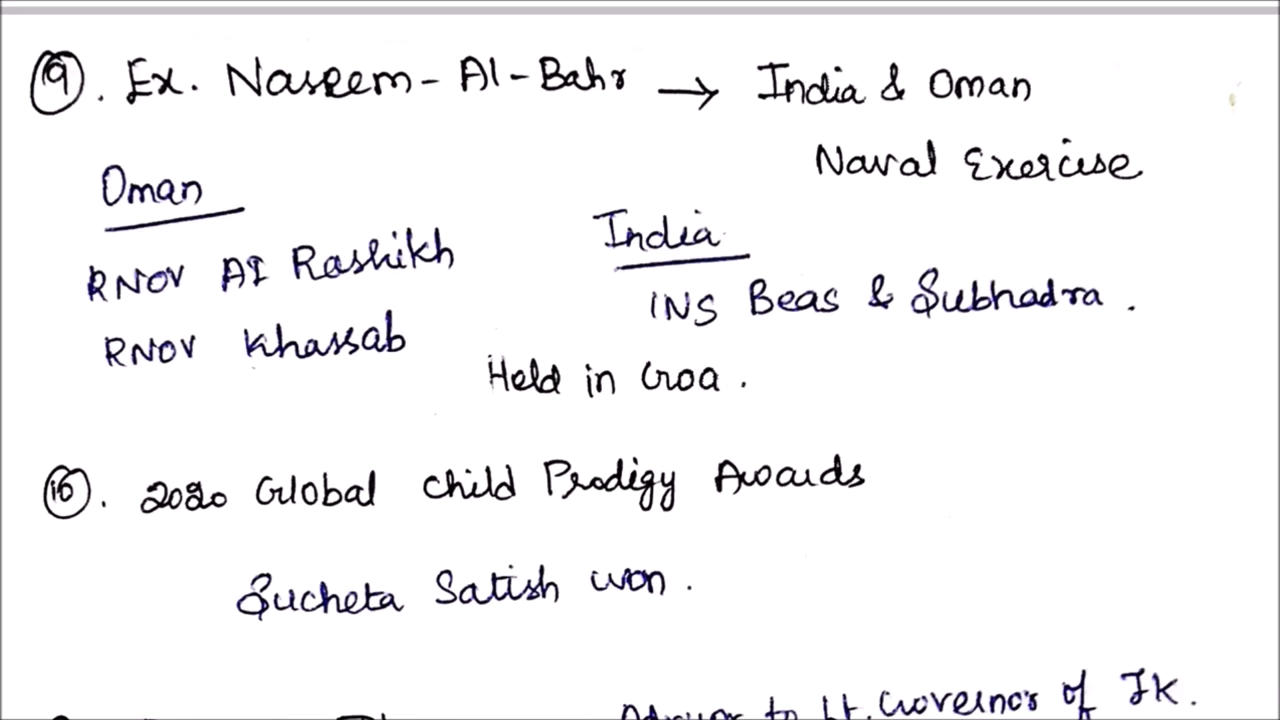 9. Ex. Naseem-Al-Bahr → India & Oman
Naval Exercise
Oman
India
RNOV Al Rashikh
INS Beas & Subhadra.
RNOV Khassab
Held in Goa.
10. 2020 Global Child Prodigy Awards
Sucheta Satish won.
to Lt. Governor of JK.